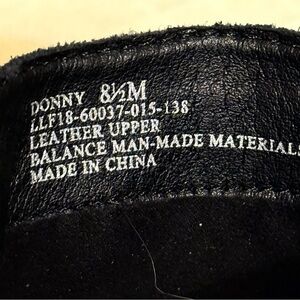 DONNY 8½M
LLF18-60037-015-138
LEATHER UPPER
BALANCE MAN-MADE MATERIALS
MADE IN CHINA